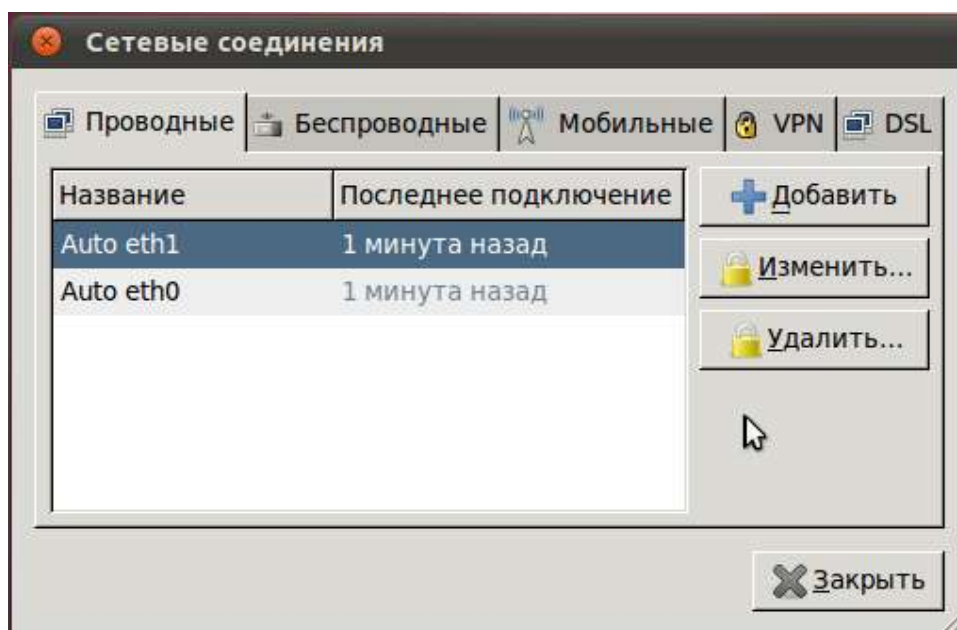 Сетевые соединения
Проводные Беспроводные Мобильные VPN DSL
Название Последнее подключение
Auto eth1 1 минута назад
Auto eth0 1 минута назад
Добавить
Изменить...
Удалить...
Закрыть